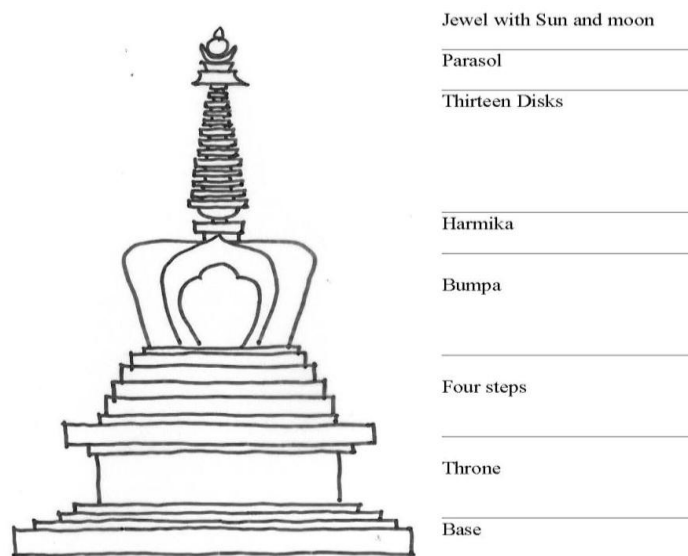 Jewel with Sun and moon
Parasol
Thirteen Disks
Harmika
Bumpa
Four steps
Throne
Base